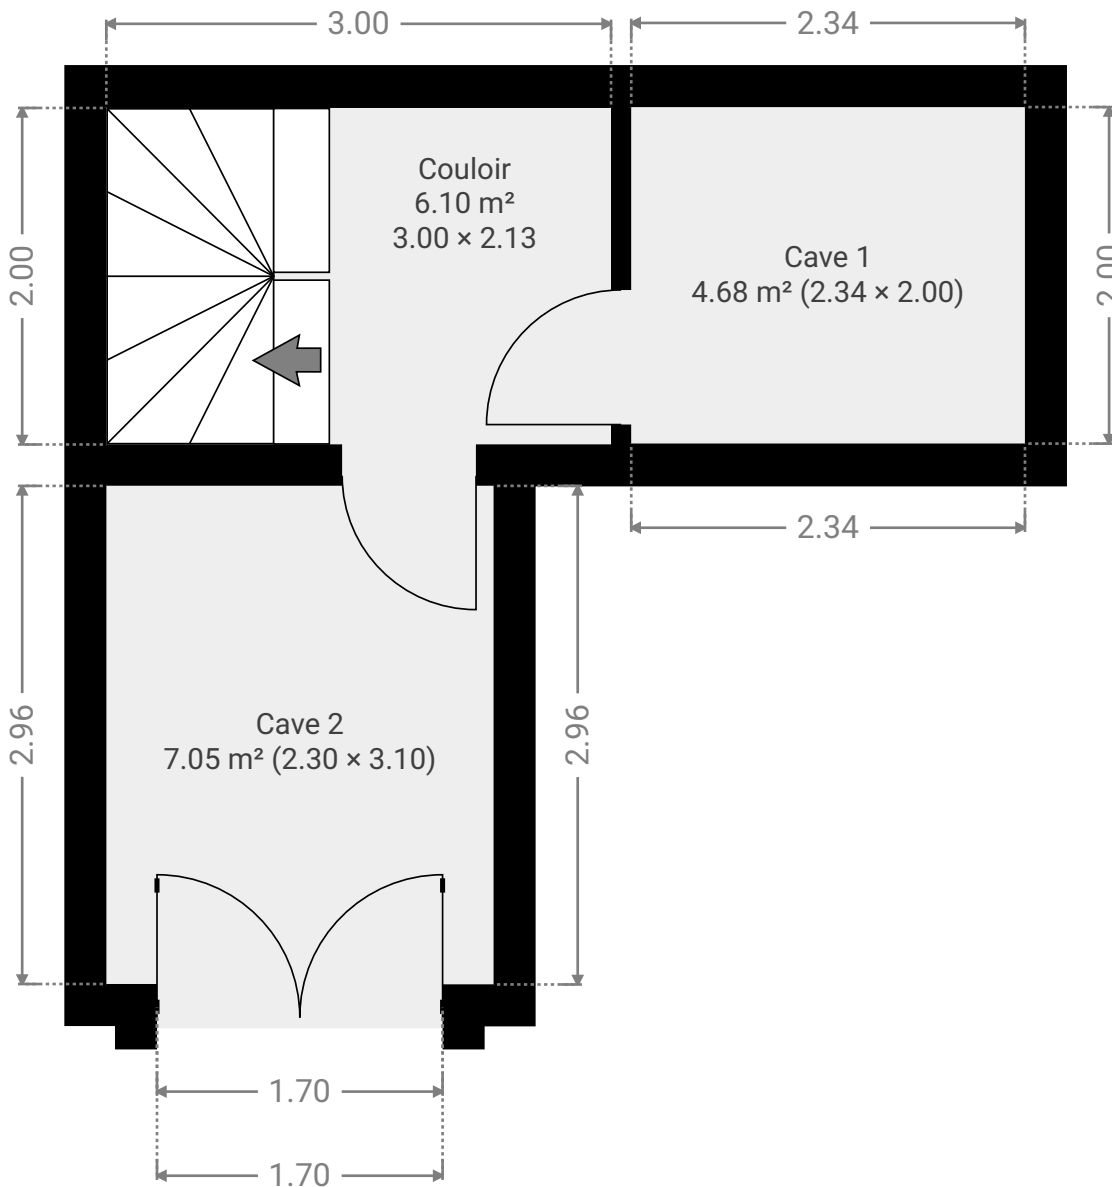 3.00
2.34
Couloir
6.10 m²
3.00 × 2.13
Cave 1
4.68 m² (2.34 × 2.00)
2.00
2.00
2.34
Cave 2
7.05 m² (2.30 × 3.10)
2.96
2.96
1.70
1.70